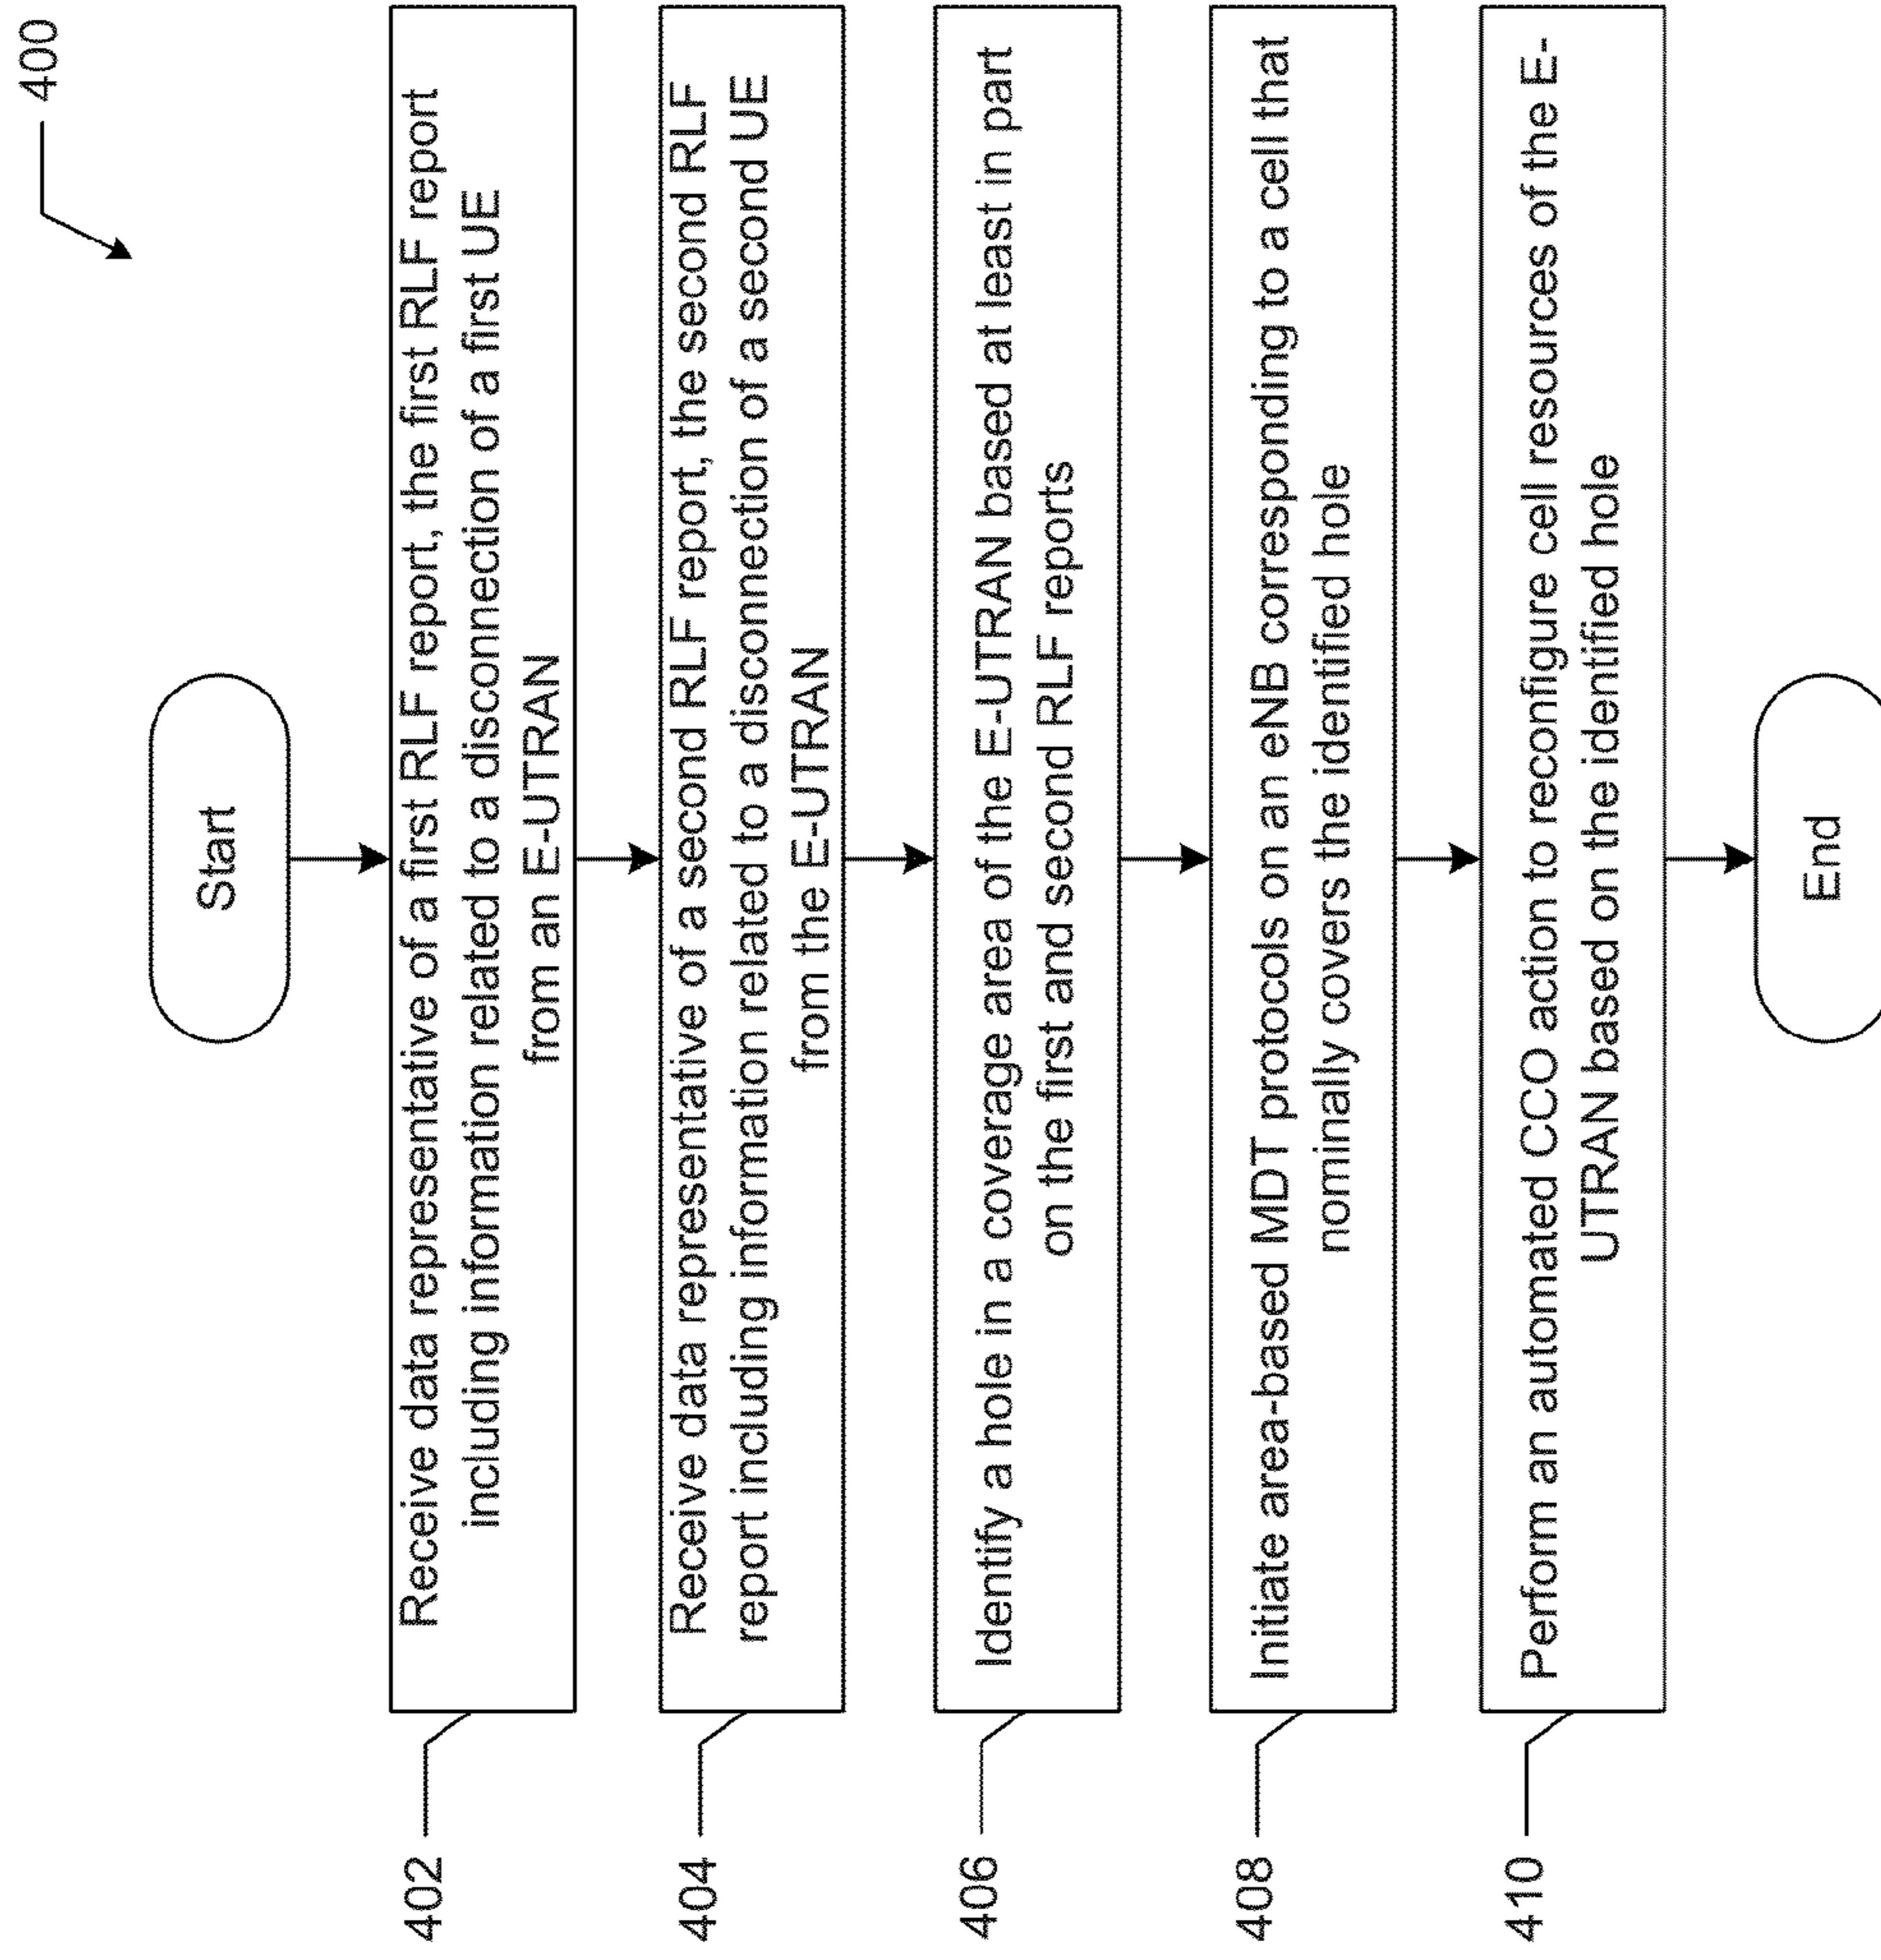 400
Start
402
Receive data representative of a first RLF report, the first RLF report
including information related to a disconnection of a first UE
from an E-UTRAN
404
Receive data representative of a second RLF report, the second RLF
report including information related to a disconnection of a second UE
from the E-UTRAN
406
Identify a hole in a coverage area of the E-UTRAN based at least in part
on the first and second RLF reports
408
Initiate area-based MDT protocols on an eNB corresponding to a cell that
nominally covers the identified hole
410
Perform an automated CCO action to reconfigure cell resources of the E-
UTRAN based on the identified hole
End